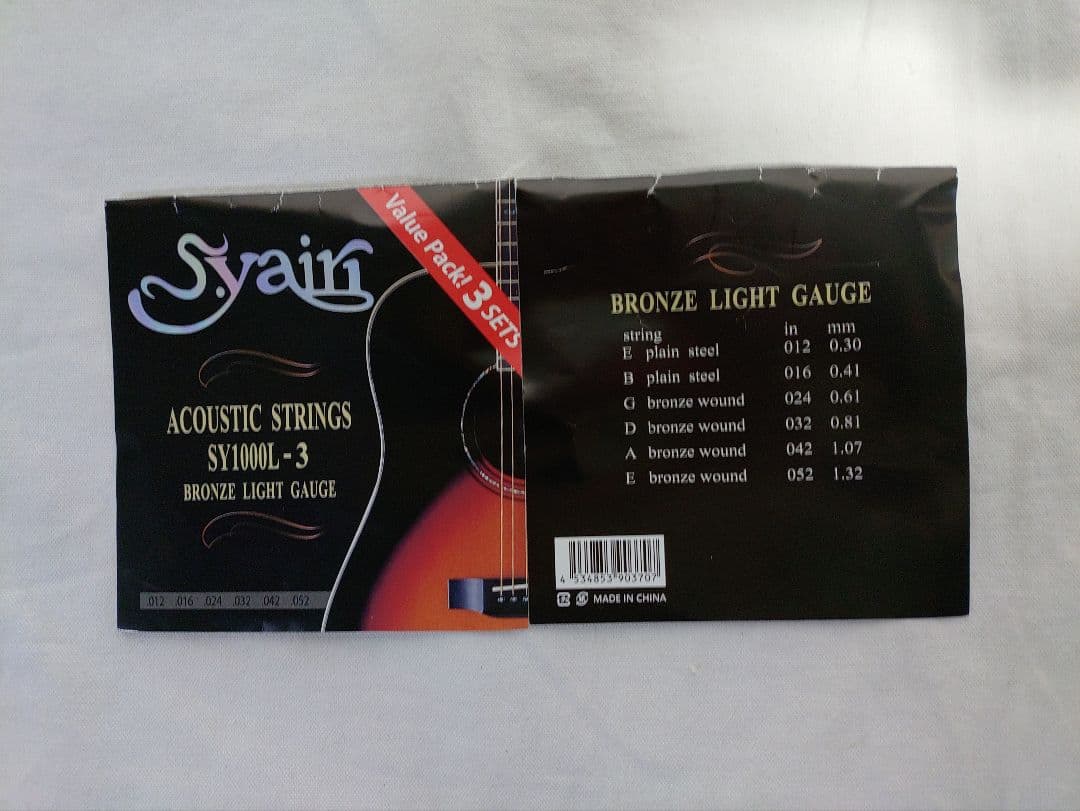 S.yairi
Value Pack! 3 SETS
ACOUSTIC STRINGS
SY1000L-3
BRONZE LIGHT GAUGE
.012 .016 .024 .032 .042 .052
BRONZE LIGHT GAUGE
string in mm
E plain steel 012 0.30
B plain steel 016 0.41
G bronze wound 024 0.61
D bronze wound 032 0.81
A bronze wound 042 1.07
E bronze wound 052 1.32
4 534853 903707
MADE IN CHINA